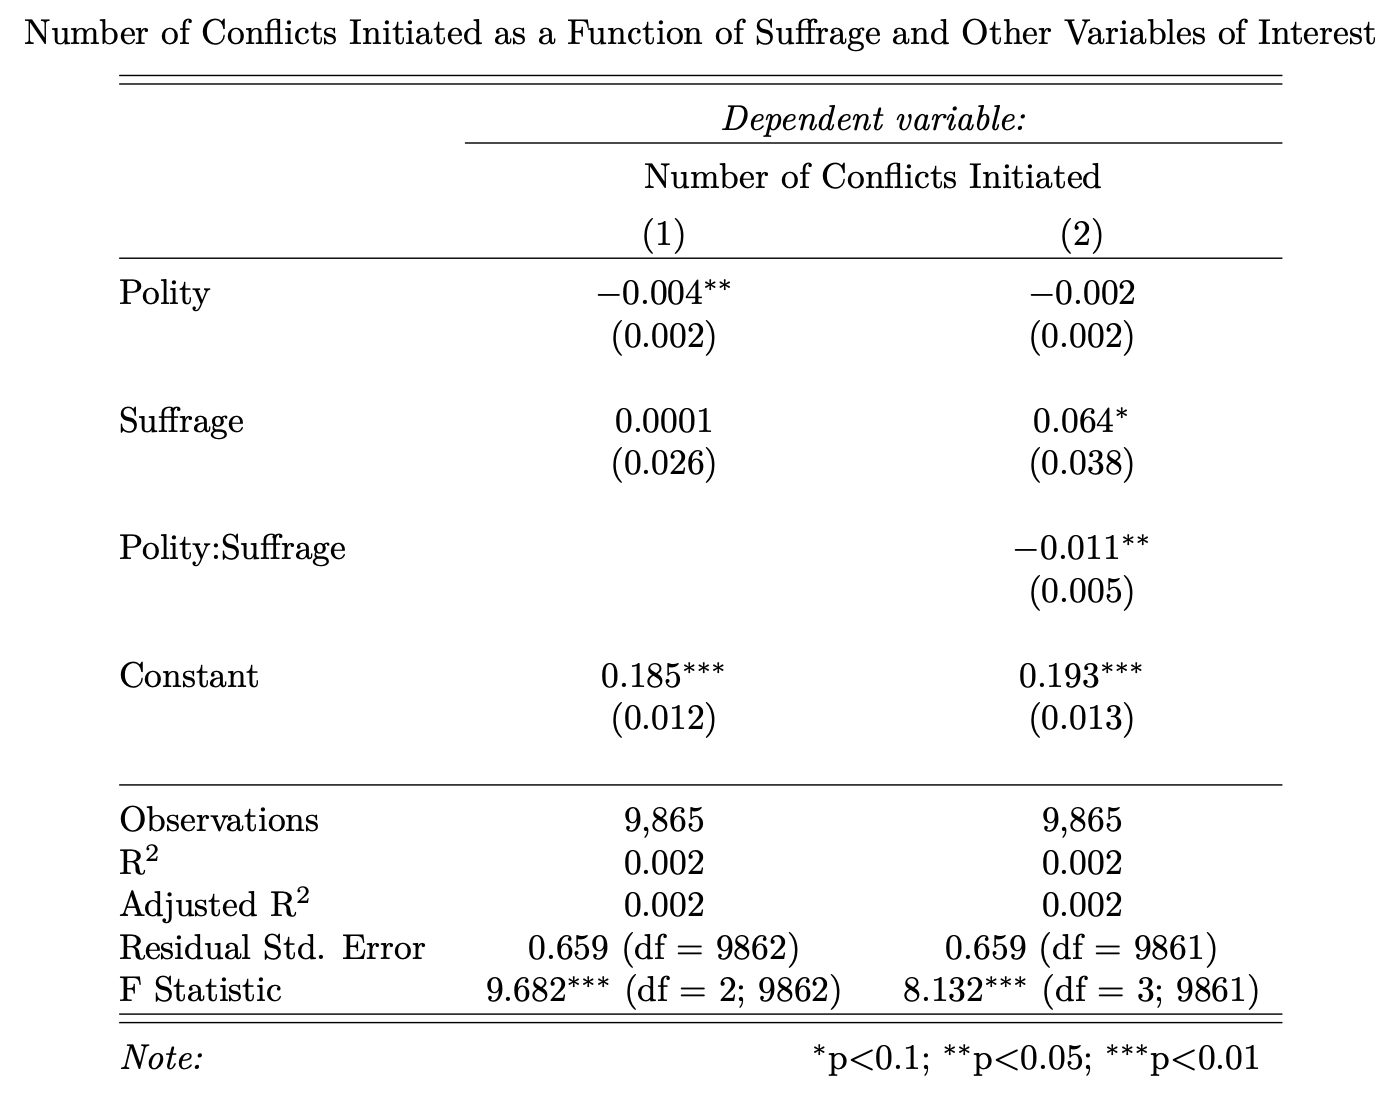 Number of Conflicts Initiated as a Function of Suffrage and Other Variables of Interest
Dependent variable:
Number of Conflicts Initiated
(1) (2)
Polity −0.004** −0.002
(0.002) (0.002)
Suffrage 0.0001 0.064*
(0.026) (0.038)
Polity:Suffrage −0.011**
(0.005)
Constant 0.185*** 0.193***
(0.012) (0.013)
Observations 9,865 9,865
R² 0.002 0.002
Adjusted R² 0.002 0.002
Residual Std. Error 0.659 (df = 9862) 0.659 (df = 9861)
F Statistic 9.682*** (df = 2; 9862) 8.132*** (df = 3; 9861)
Note: *p<0.1; **p<0.05; ***p<0.01